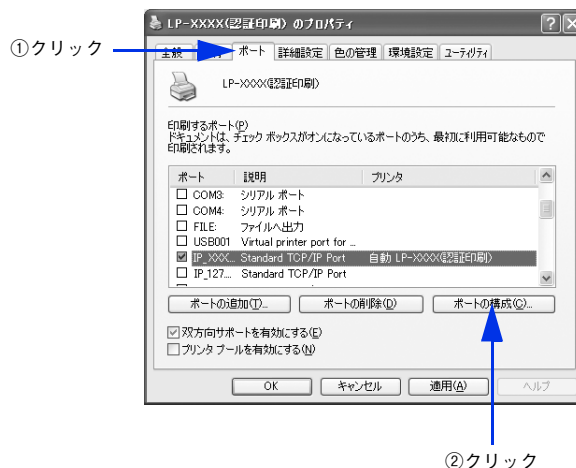 LP-XXXX(認証印刷) のプロパティ
①クリック
全般
ポート
詳細設定
色の管理
環境設定
ユーティリティ
LP-XXXX(認証印刷)
印刷するポート(P)
ドキュメントは、チェック ボックスがオンになっているポートのうち、最初に利用可能なもので
印刷されます。
ポート 説明 プリンタ
COM3: シリアル ポート
COM4: シリアル ポート
FILE: ファイルへ出力
USB001 Virtual printer port for ...
IP_XXX... Standard TCP/IP Port 自動 LP-XXXX(認証印刷)
IP_127... Standard TCP/IP Port
ポートの追加(T)... ポートの削除(D) ポートの構成(C)...
双方向サポートを有効にする(E)
プリンタ プールを有効にする(N)
OK キャンセル 適用(A) ヘルプ
②クリック